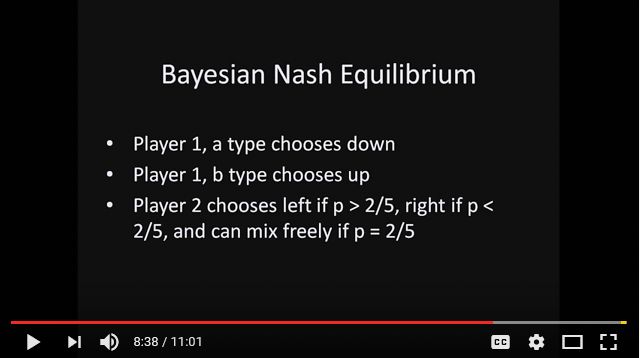 Bayesian Nash Equilibrium
• Player 1, a type chooses down
• Player 1, b type chooses up
• Player 2 chooses left if p > 2/5, right if p <
2/5, and can mix freely if p = 2/5
8:38 / 11:01
CC